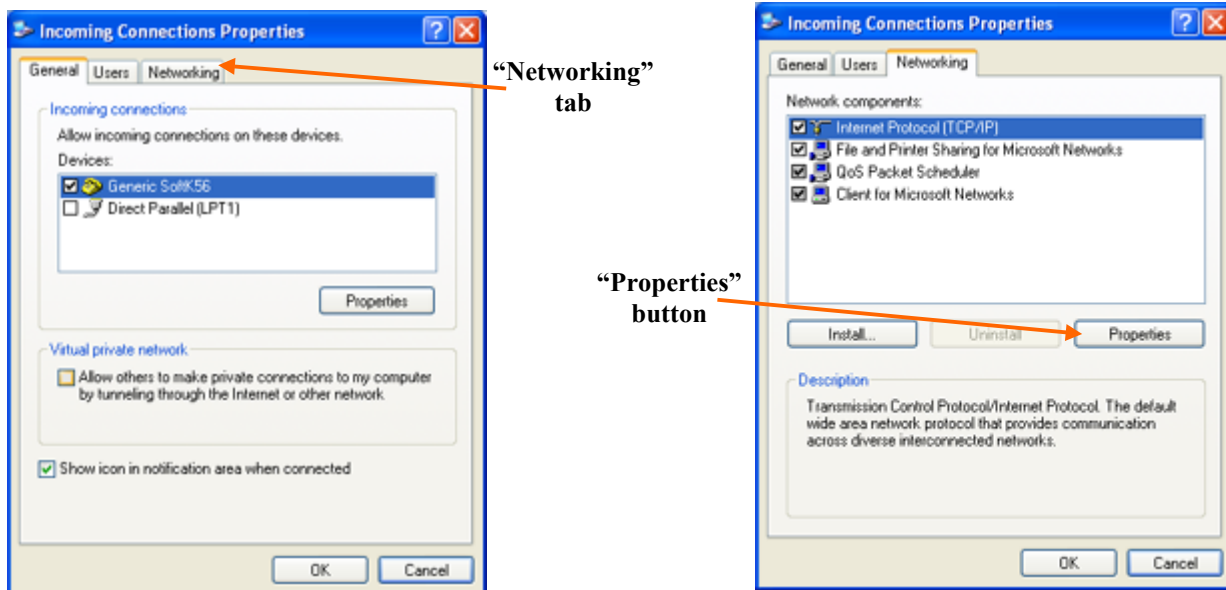 Incoming Connections Properties
General Users Networking
Incoming connections
Allow incoming connections on these devices.
Devices:
Generic SoftK56
Direct Parallel (LPT1)
Properties
Virtual private network
Allow others to make private connections to my computer
by tunneling through the Internet or other network
Show icon in notification area when connected
OK Cancel
“Networking”
tab
“Properties”
button
Incoming Connections Properties
General Users Networking
Network components:
Internet Protocol (TCP/IP)
File and Printer Sharing for Microsoft Networks
QoS Packet Scheduler
Client for Microsoft Networks
Install... Uninstall Properties
Description
Transmission Control Protocol/Internet Protocol. The default
wide area network protocol that provides communication
across diverse interconnected networks.
OK Cancel